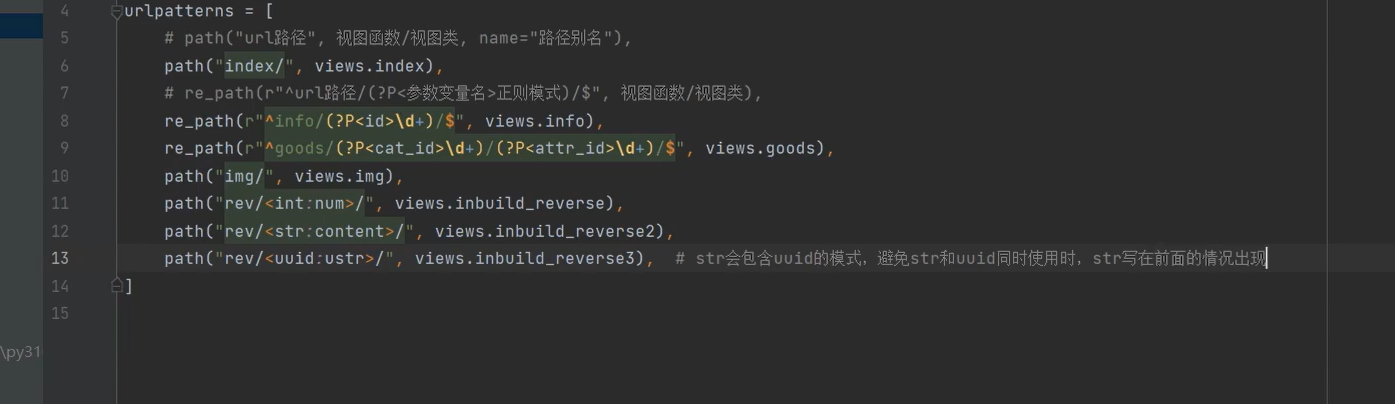 4 urlpatterns = [
5 # path("url路径", 视图函数/视图类, name="路径别名"),
6 path("index/", views.index),
7 # re_path(r"^url路径/(?P<参数变量名>正则模式)/$", 视图函数/视图类),
8 re_path(r"^info/(?P<id>\d+)/$", views.info),
9 re_path(r"^goods/(?P<cat_id>\d+)/(?P<attr_id>\d+)/$", views.goods),
10 path("img/", views.img),
11 path("rev/<int:num>/", views.inbuild_reverse),
12 path("rev/<str:content>/", views.inbuild_reverse2),
13 path("rev/<uuid:ustr>/", views.inbuild_reverse3),  # str会包含uuid的模式，避免str和uuid同时使用时，str写在前面的情况出现
14 ]
15
\py31